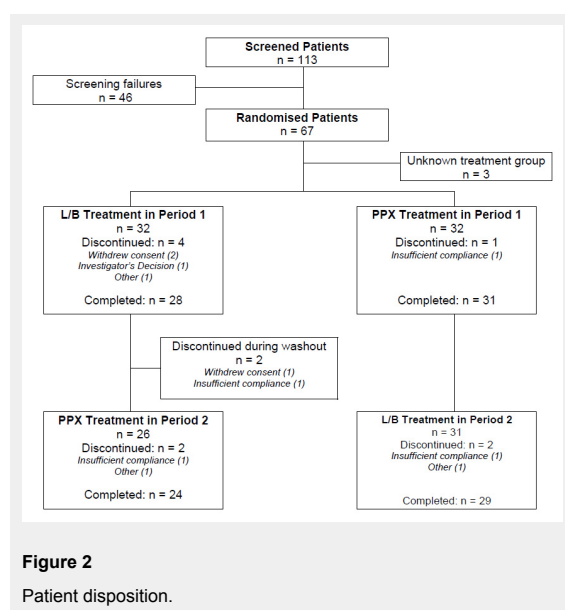 Screened Patients
n = 113
Screening failures
n = 46
Randomised Patients
n = 67
Unknown treatment group
n = 3
L/B Treatment in Period 1
n = 32
Discontinued: n = 4
Withdrew consent (2)
Investigator's Decision (1)
Other (1)
Completed: n = 28
PPX Treatment in Period 1
n = 32
Discontinued: n = 1
Insufficient compliance (1)
Completed: n = 31
Discontinued during washout
n = 2
Withdrew consent (1)
Insufficient compliance (1)
PPX Treatment in Period 2
n = 26
Discontinued: n = 2
Insufficient compliance (1)
Other (1)
Completed: n = 24
L/B Treatment in Period 2
n = 31
Discontinued: n = 2
Insufficient compliance (1)
Other (1)
Completed: n = 29
Figure 2
Patient disposition.